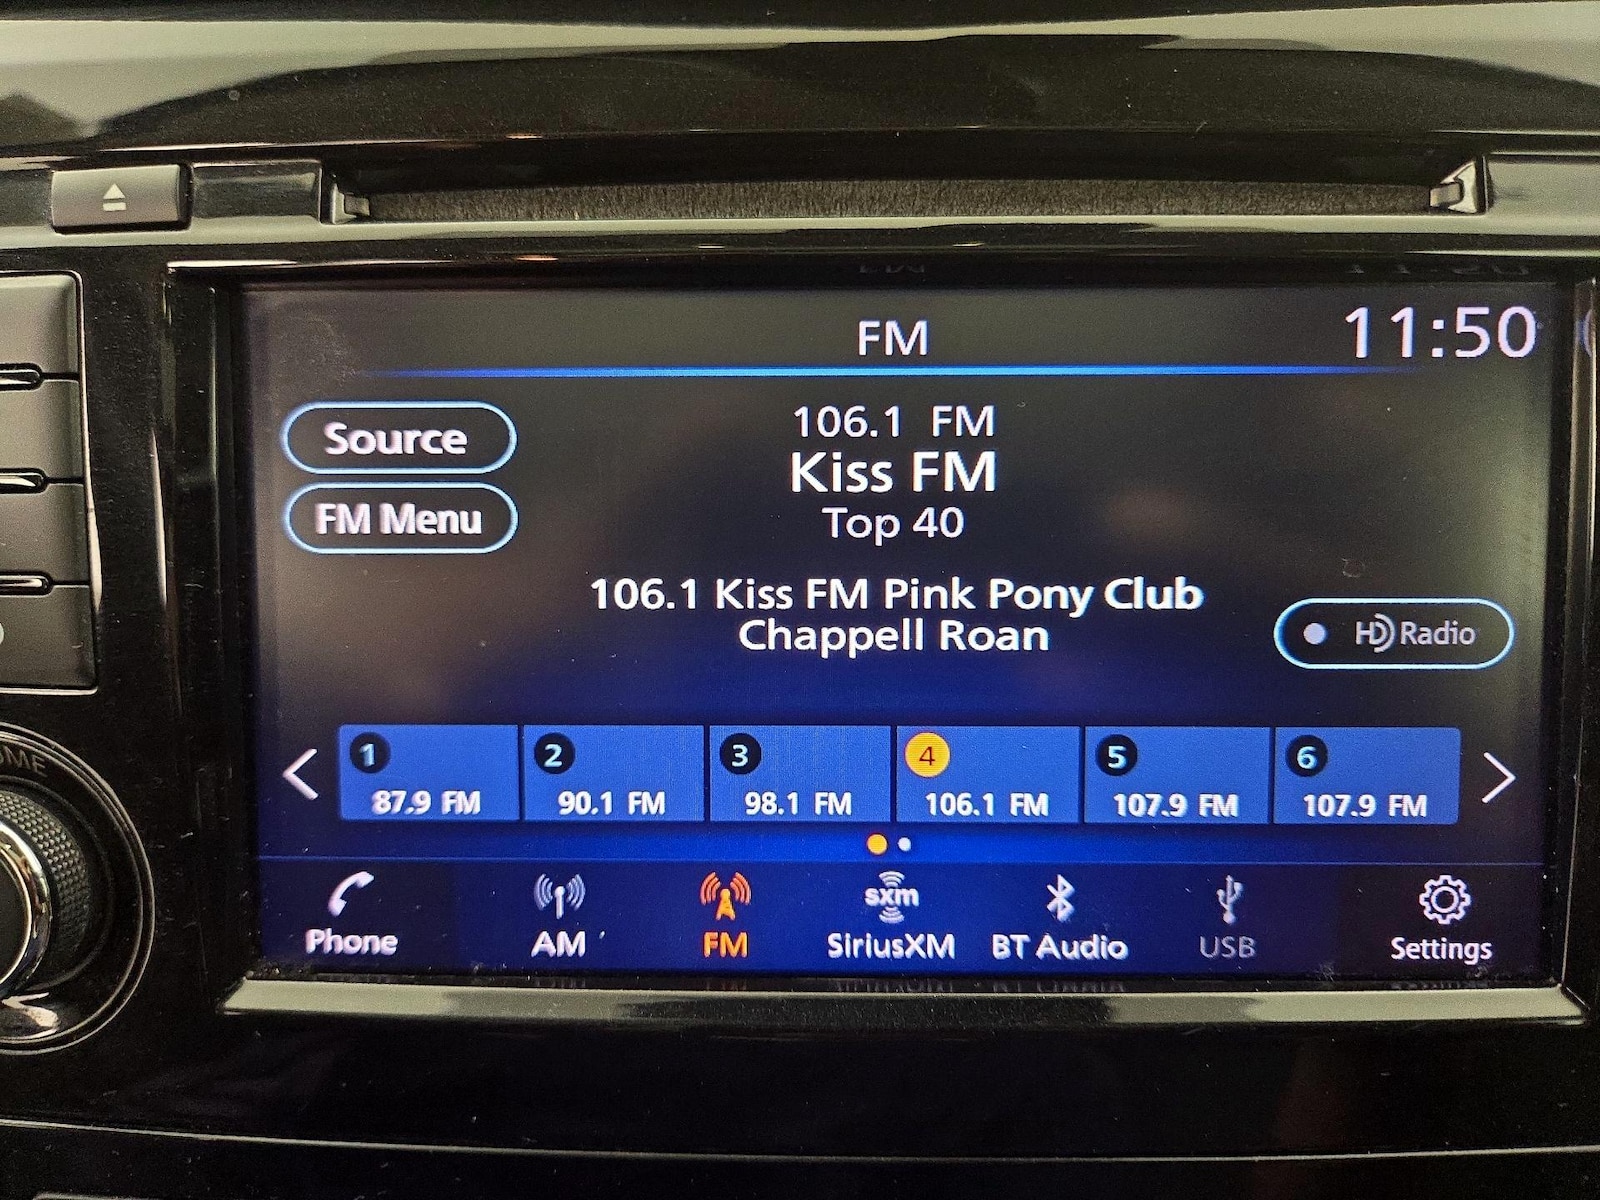 FM
11:50
Source
FM Menu
106.1 FM
Kiss FM
Top 40
106.1 Kiss FM Pink Pony Club
Chappell Roan
HD Radio
1
87.9 FM
2
90.1 FM
3
98.1 FM
4
106.1 FM
5
107.9 FM
6
107.9 FM
Phone
AM
FM
sxm
SiriusXM
BT Audio
USB
Settings